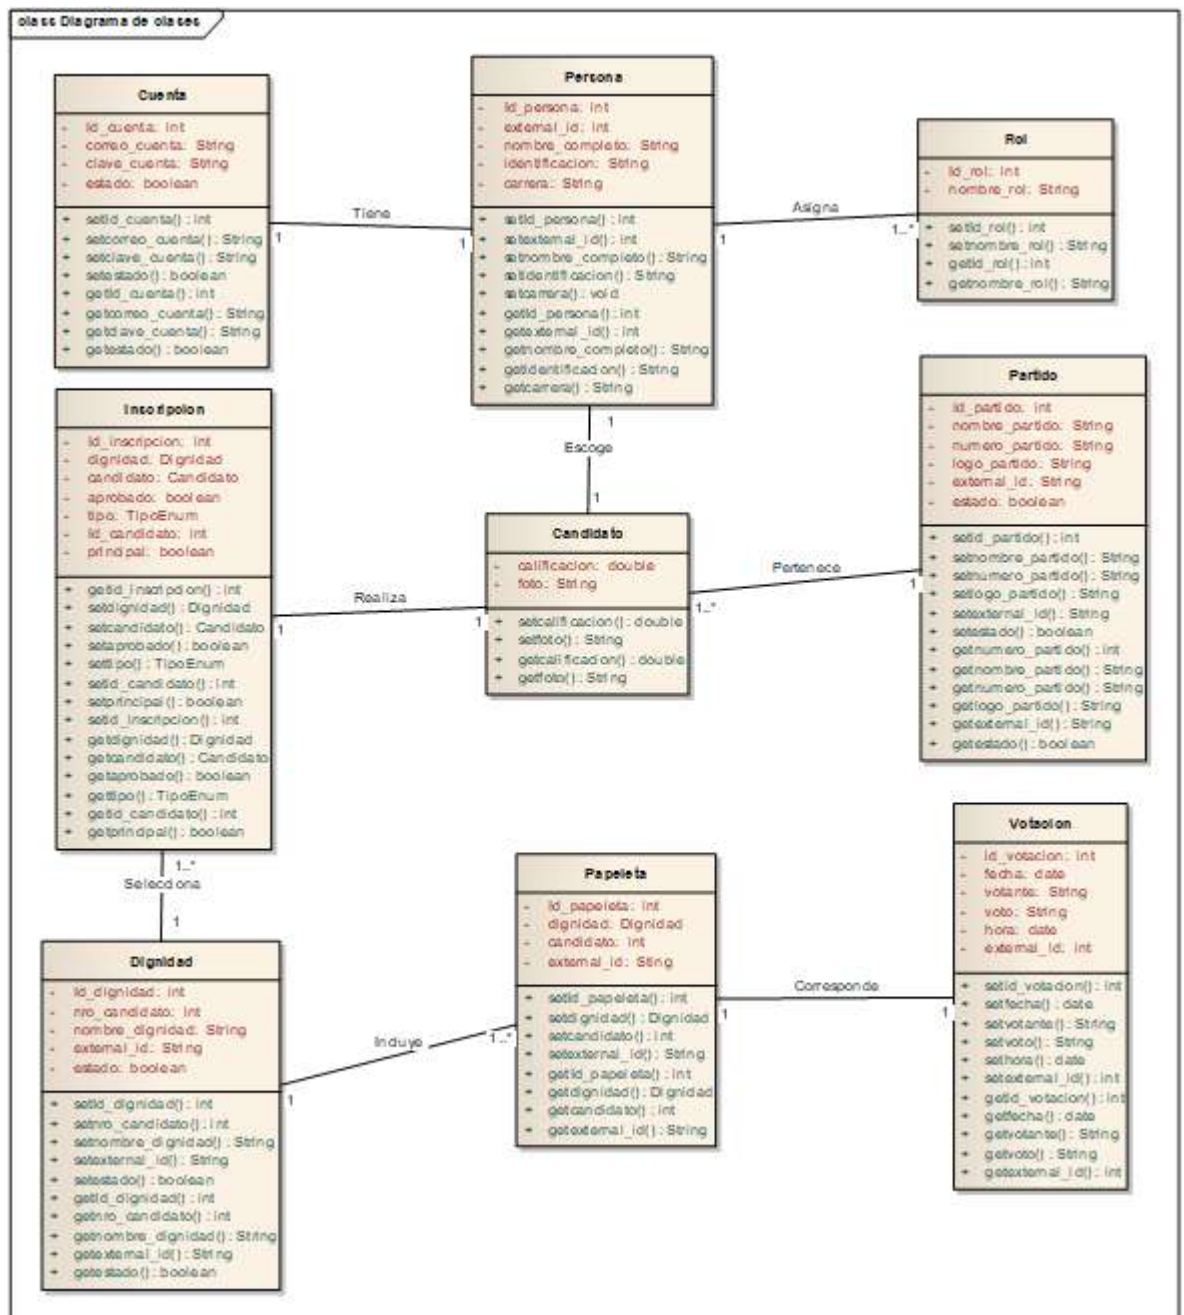 class Diagrama de clases
Cuenta
- id_cuenta: int
- correo_cuenta: String
- clave_cuenta: String
- estado: boolean
+ setid_cuenta() : int
+ setcorreo_cuenta() : String
+ setclave_cuenta() : String
+ setestado() : boolean
+ getid_cuenta() : int
+ getcorreo_cuenta() : String
+ getclave_cuenta() : String
+ getestado() : boolean
Tiene
1
1
Persona
- id_persona: int
- external_id: int
- nombre_completo: String
- identificacion: String
- carrera: String
+ setid_persona() : int
+ setexternal_id() : int
+ setnombre_completo() : String
+ setidentificacion() : String
+ setcarrera() : void
+ getid_persona() : int
+ getexternal_id() : int
+ getnombre_completo() : String
+ getidentificacion() : String
+ getcarrera() : String
Asigna
1
1..*
Rol
- id_rol: int
- nombre_rol: String
+ setid_rol() : int
+ setnombre_rol() : String
+ getid_rol() : int
+ getnombre_rol() : String
1
Escoge
1
Inscripcion
- id_inscripcion: int
- dignidad: Dignidad
- candidato: Candidato
- aprobado: boolean
- tipo: TipoEnum
- id_candidato: int
- principal: boolean
+ getid_inscripcion() : int
+ setdignidad() : Dignidad
+ setcandidato() : Candidato
+ setaprobado() : boolean
+ settipo() : TipoEnum
+ setid_candidato() : int
+ setprincipal() : boolean
+ setid_inscripcion() : int
+ getdignidad() : Dignidad
+ getcandidato() : Candidato
+ getaprobado() : boolean
+ gettipo() : TipoEnum
+ getid_candidato() : int
+ getprincipal() : boolean
Realiza
1
1
Candidato
- calificacion: double
- foto: String
+ setcalificacion() : double
+ setfoto() : String
+ getcalificacion() : double
+ getfoto() : String
Pertenece
1..*
1
Partido
- id_partido: int
- nombre_partido: String
- numero_partido: String
- logo_partido: String
- external_id: String
- estado: boolean
+ setid_partido() : int
+ setnombre_partido() : String
+ setnumero_partido() : String
+ setlogo_partido() : String
+ setexternal_id() : String
+ setestado() : boolean
+ getnumero_partido() : int
+ getnombre_partido() : String
+ getnumero_partido() : String
+ getlogo_partido() : String
+ getexternal_id() : String
+ getestado() : boolean
1..*
Selecciona
1
Dignidad
- id_dignidad: int
- nro_candidato: int
- nombre_dignidad: String
- external_id: String
- estado: boolean
+ setid_dignidad() : int
+ setnro_candidato() : int
+ setnombre_dignidad() : String
+ setexternal_id() : String
+ setestado() : boolean
+ getid_dignidad() : int
+ getnro_candidato() : int
+ getnombre_dignidad() : String
+ getexternal_id() : String
+ getestado() : boolean
Incluye
1
1..*
Papeleta
- id_papeleta: int
- dignidad: Dignidad
- candidato: int
- external_id: Sting
+ setid_papeleta() : int
+ setdignidad() : Dignidad
+ setcandidato() : int
+ setexternal_id() : String
+ getid_papeleta() : int
+ getdignidad() : Dignidad
+ getcandidato() : int
+ getexternal_id() : String
Corresponde
1
1
Votacion
- id_votacion: int
- fecha: date
- votante: String
- voto: String
- hora: date
- external_id: int
+ setid_votacion() : int
+ setfecha() : date
+ setvotante() : String
+ setvoto() : String
+ sethora() : date
+ setexternal_id() : int
+ getid_votacion() : int
+ getfecha() : date
+ getvotante() : String
+ getvoto() : String
+ getexternal_id() : int